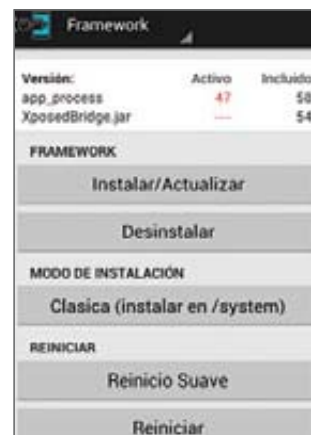 Framework
Versión: Activo Incluido
app_process 47 58
XposedBridge.jar --- 54
FRAMEWORK
Instalar/Actualizar
Desinstalar
MODO DE INSTALACIÓN
Clasica (instalar en /system)
REINICIAR
Reinicio Suave
Reiniciar